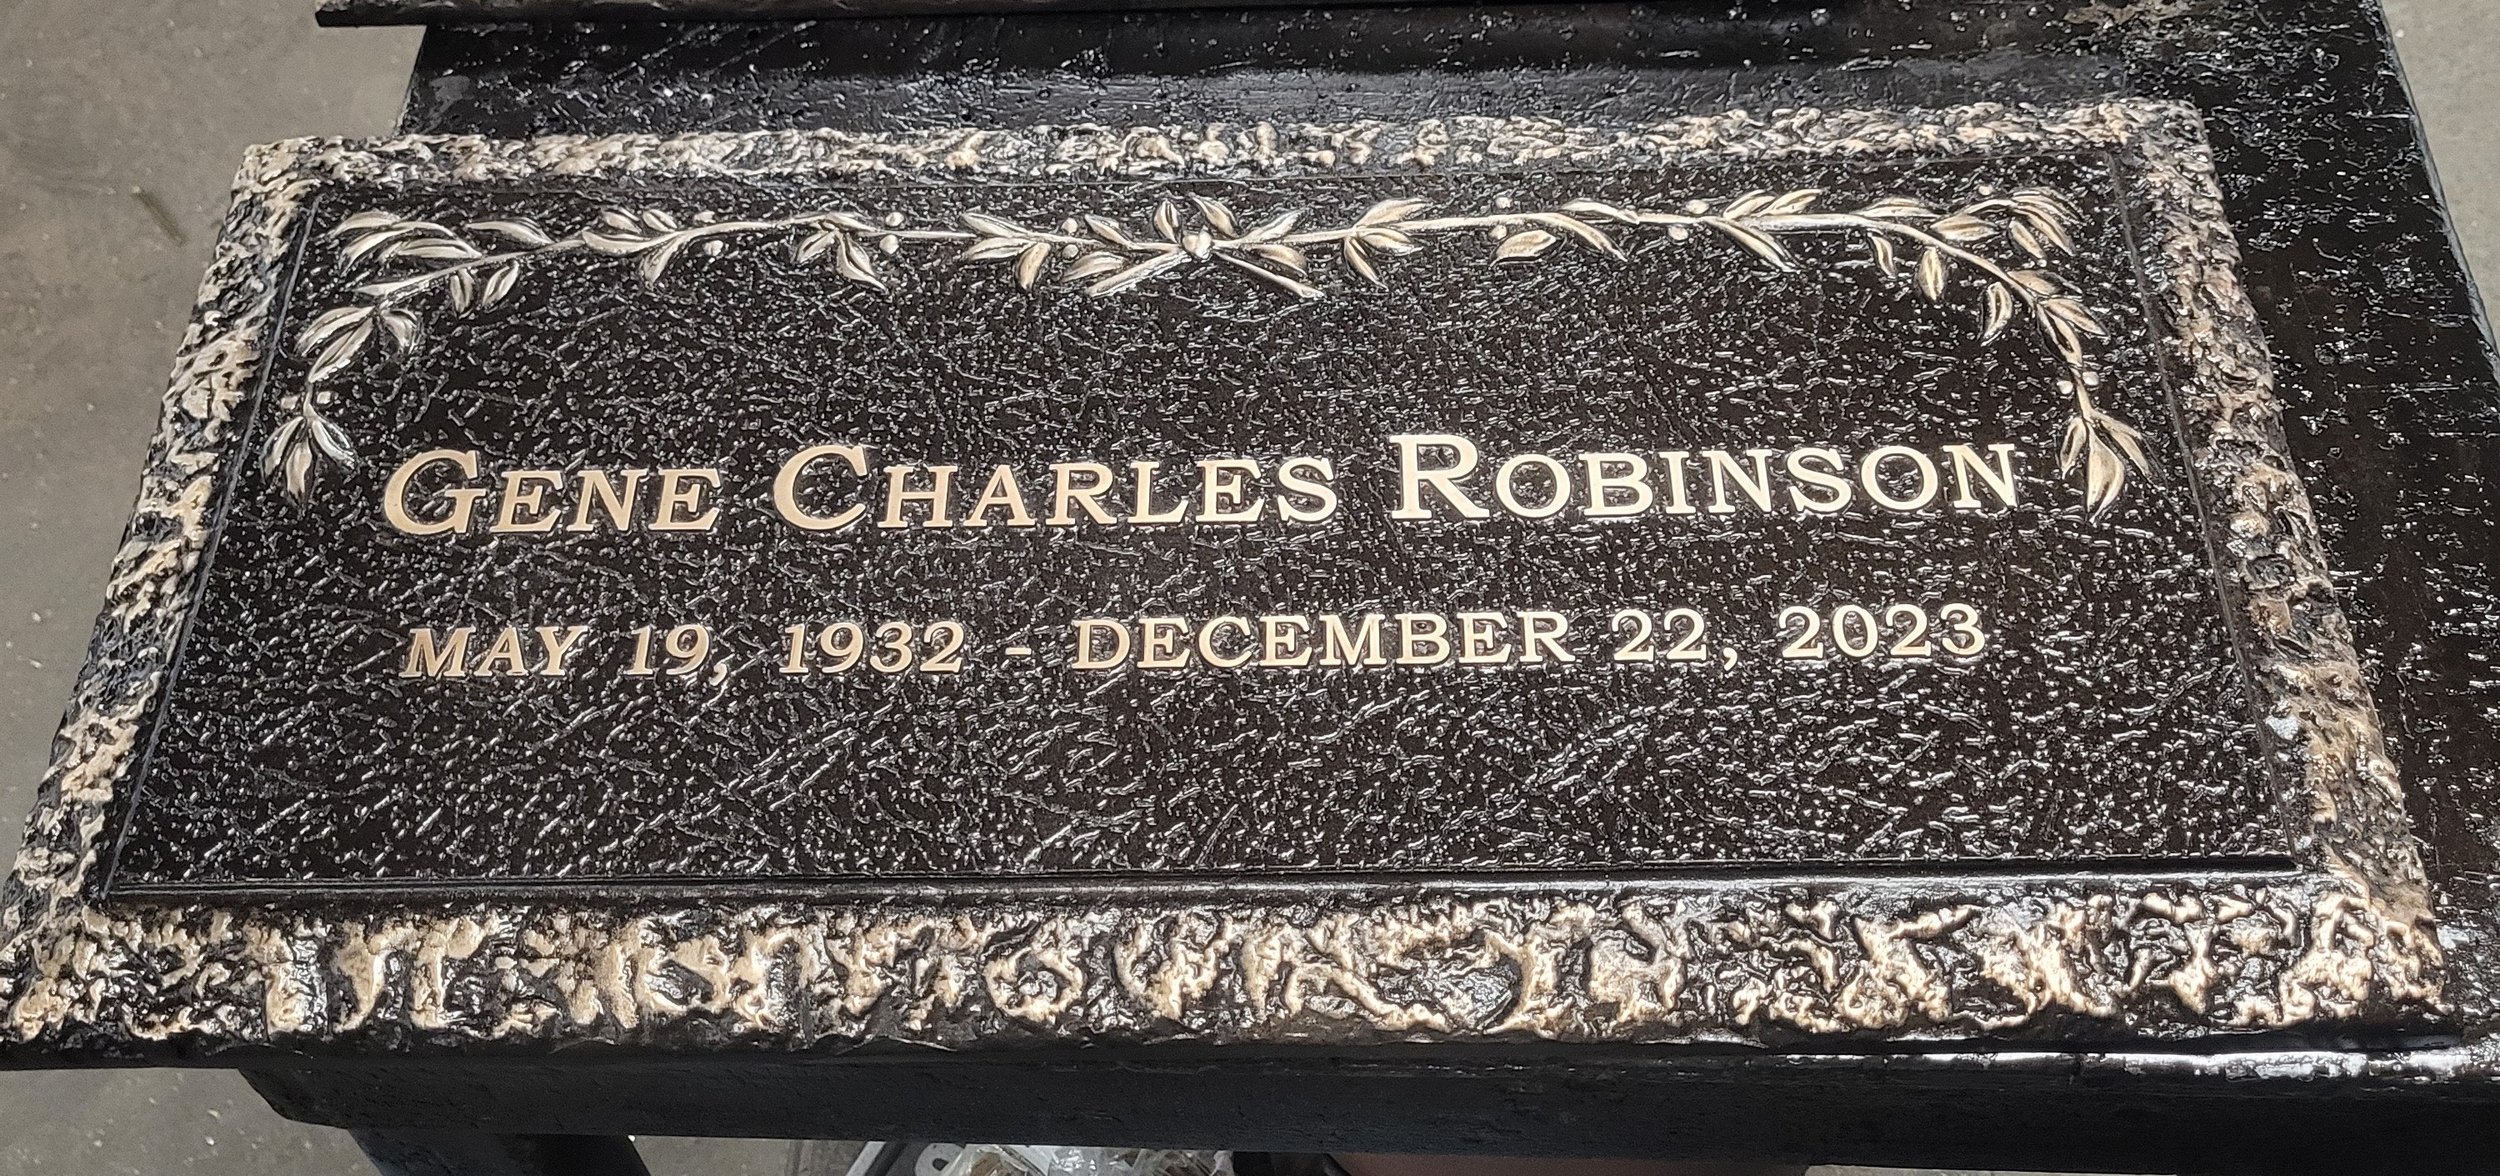 GENE CHARLES ROBINSON
MAY 19, 1932 - DECEMBER 22, 2023